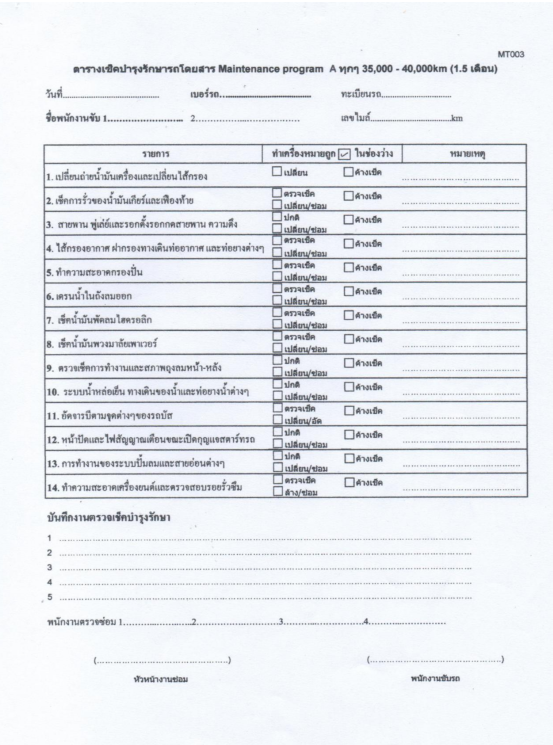 MT003
ตารางเช็คบำรุงรักษารถโดยสาร Maintenance program A ทุกๆ 35,000 - 40,000km (1.5 เดือน)
วันที่........................................ เบอร์รถ........................................ ทะเบียนรถ..............................
ชื่อพนักงานขับ 1.............................. 2................................... เลขไมล์..................................km
รายการ ทำเครื่องหมายถูก ☑ ในช่องว่าง หมายเหตุ
1. เปลี่ยนถ่ายน้ำมันเครื่องและเปลี่ยนไส้กรอง ☐ เปลี่ยน ☐ ค้างเช็ค
2. เช็คการรั่วของน้ำมันเกียร์และเฟืองท้าย ☐ ตรวจเช็ค ☐ ค้างเช็ค
☐ เปลี่ยน/ซ่อม
3. สายพาน พู่เล่ย์และรอกตั้งรอกกดสายพาน ความตึง ☐ ปกติ ☐ ค้างเช็ค
☐ เปลี่ยน/ซ่อม
4. ไส้กรองอากาศ ฝากรองทางเดินท่ออากาศ และท่อยางต่างๆ ☐ ตรวจเช็ค ☐ ค้างเช็ค
☐ เปลี่ยน/ซ่อม
5. ทำความสะอาดกรองปั่น ☐ ตรวจเช็ค ☐ ค้างเช็ค
☐ เปลี่ยน/ซ่อม
6. เดรนน้ำในถังลมออก ☐ ตรวจเช็ค ☐ ค้างเช็ค
☐ เปลี่ยน/ซ่อม
7. เช็คน้ำมันพัดลมไฮดรอลิก ☐ ตรวจเช็ค ☐ ค้างเช็ค
☐ เปลี่ยน/ซ่อม
8. เช็คน้ำมันพวงมาลัยเพาเวอร์ ☐ ตรวจเช็ค ☐ ค้างเช็ค
☐ เปลี่ยน/ซ่อม
9. ตรวจเช็คการทำงานและสภาพถุงลมหน้า-หลัง ☐ ปกติ ☐ ค้างเช็ค
☐ เปลี่ยน/ซ่อม
10. ระบบน้ำหล่อเย็น ทางเดินของน้ำและท่อยางน้ำต่างๆ ☐ ปกติ ☐ ค้างเช็ค
☐ เปลี่ยน/ซ่อม
11. อัดจารบีตามจุดต่างๆของรถบัส ☐ ตรวจเช็ค ☐ ค้างเช็ค
☐ เปลี่ยน/อัด
12. หน้าปัดและไฟสัญญาณเตือนขณะเปิดกุญแจสตาร์ทรถ ☐ ปกติ ☐ ค้างเช็ค
☐ เปลี่ยน/ซ่อม
13. การทำงานของระบบปั๊มลมและสายอ่อนต่างๆ ☐ ปกติ ☐ ค้างเช็ค
☐ เปลี่ยน/ซ่อม
14. ทำความสะอาดเครื่องยนต์และตรวจสอบรอยรั่วซึม ☐ ตรวจเช็ค ☐ ค้างเช็ค
☐ ล้าง/ซ่อม
บันทึกงานตรวจเช็คบำรุงรักษา
1 ........................................
2 ........................................
3 ........................................
4 ........................................
5 ........................................
พนักงานตรวจซ่อม 1....................2....................3....................4....................
(........................................) (........................................)
หัวหน้างานซ่อม พนักงานขับรถ